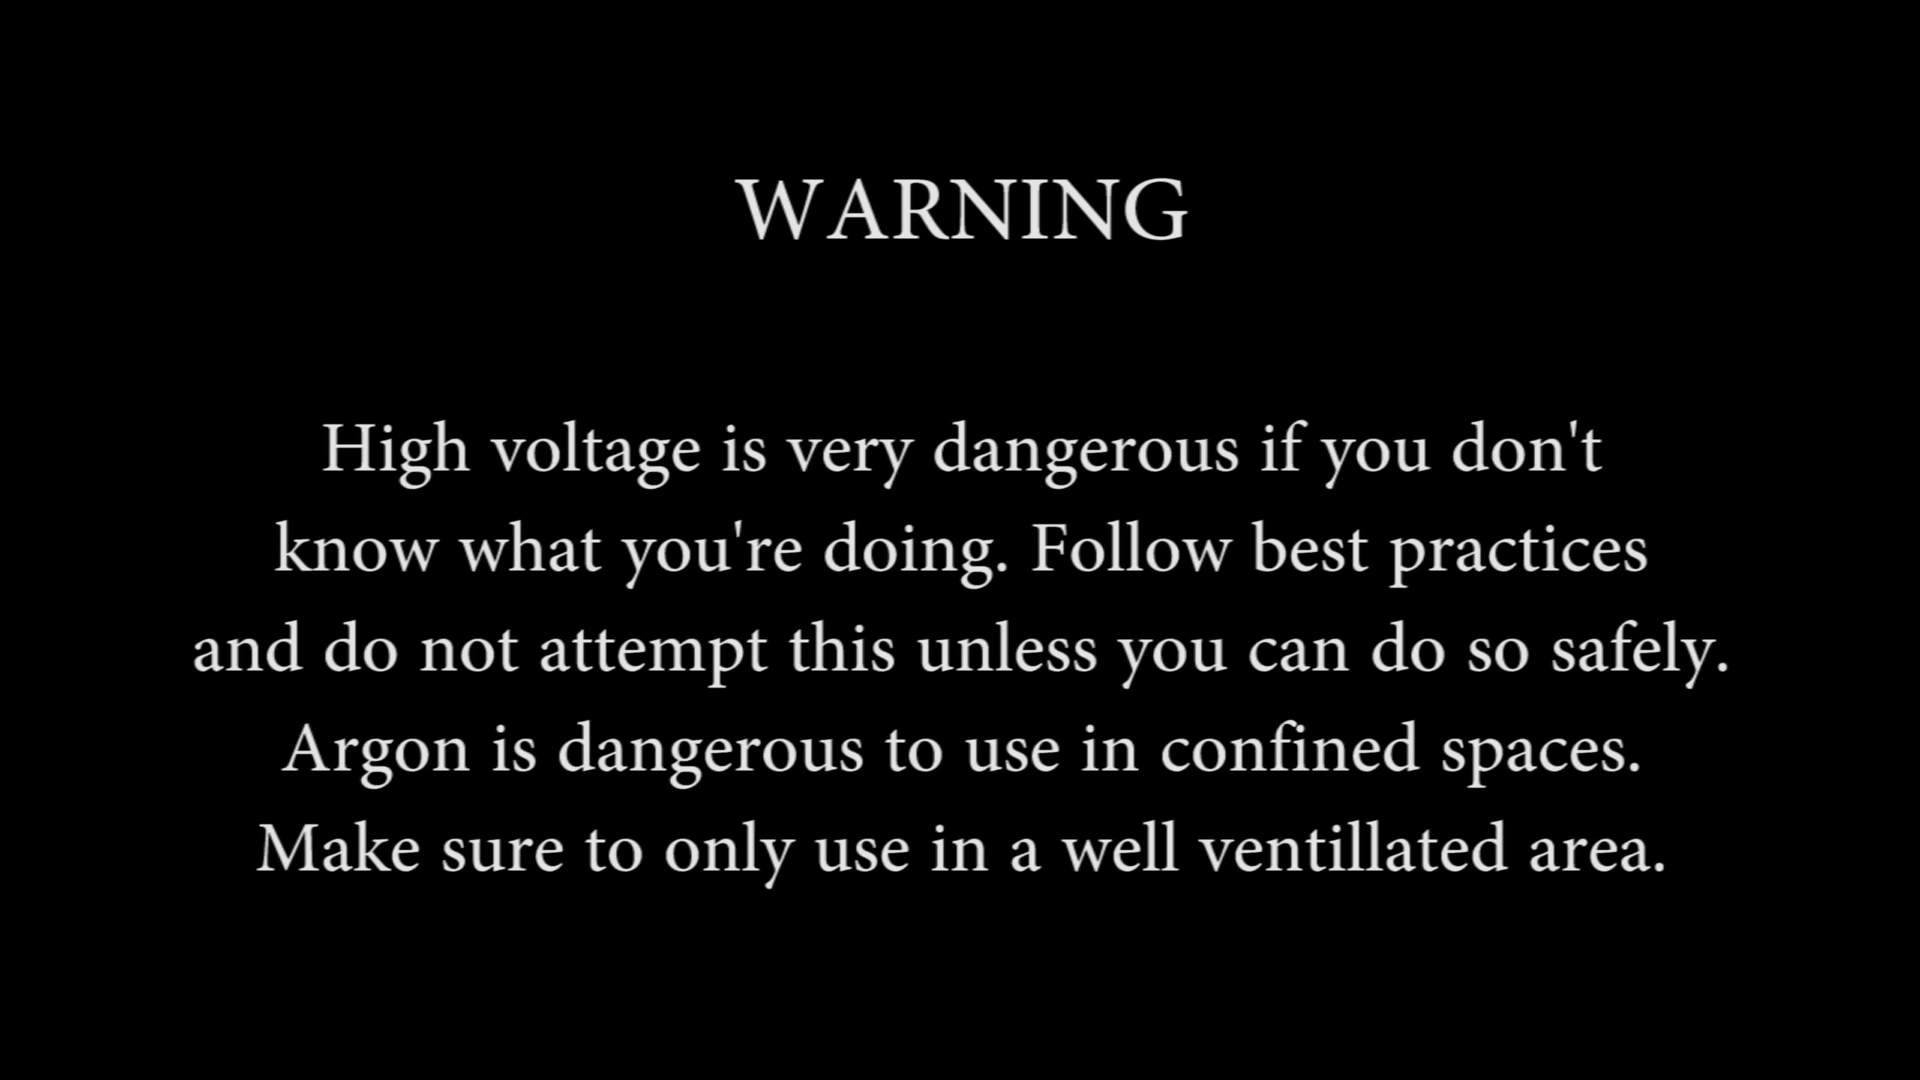 WARNING
High voltage is very dangerous if you don't
know what you're doing. Follow best practices
and do not attempt this unless you can do so safely.
Argon is dangerous to use in confined spaces.
Make sure to only use in a well ventillated area.